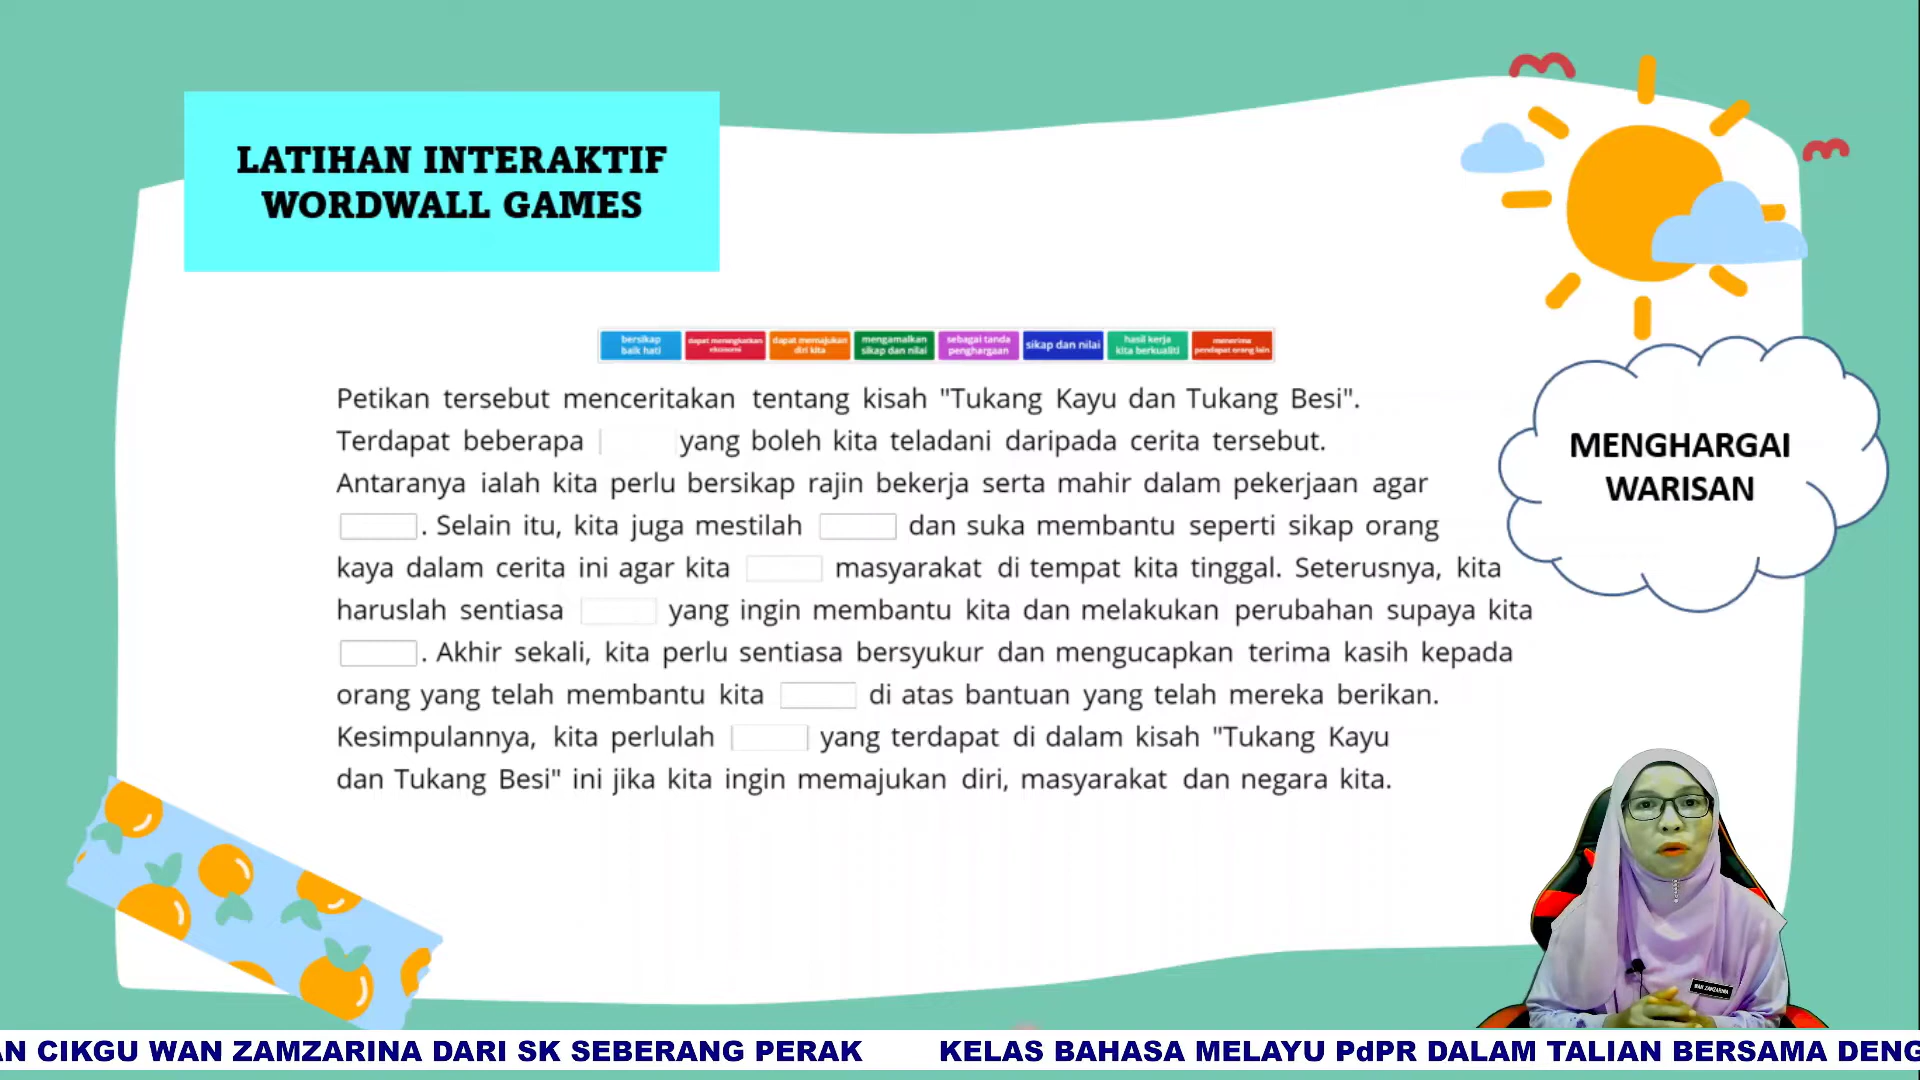 LATIHAN INTERAKTIF
WORDWALL GAMES
bersikap
baik hati
dapat meningkatkan
ekonomi
dapat memajukan
diri kita
mengamalkan
sikap dan nilai
sebagai tanda
penghargaan
sikap dan nilai
hasil kerja
kita berkualiti
menerima
pendapat orang lain
Petikan tersebut menceritakan tentang kisah "Tukang Kayu dan Tukang Besi".
Terdapat beberapa yang boleh kita teladani daripada cerita tersebut.
Antaranya ialah kita perlu bersikap rajin bekerja serta mahir dalam pekerjaan agar
. Selain itu, kita juga mestilah dan suka membantu seperti sikap orang
kaya dalam cerita ini agar kita masyarakat di tempat kita tinggal. Seterusnya, kita
haruslah sentiasa yang ingin membantu kita dan melakukan perubahan supaya kita
. Akhir sekali, kita perlu sentiasa bersyukur dan mengucapkan terima kasih kepada
orang yang telah membantu kita di atas bantuan yang telah mereka berikan.
Kesimpulannya, kita perlulah yang terdapat di dalam kisah "Tukang Kayu
dan Tukang Besi" ini jika kita ingin memajukan diri, masyarakat dan negara kita.
MENGHARGAI
WARISAN
WAN ZAMZARINA
AN CIKGU WAN ZAMZARINA DARI SK SEBERANG PERAK KELAS BAHASA MELAYU PdPR DALAM TALIAN BERSAMA DENG